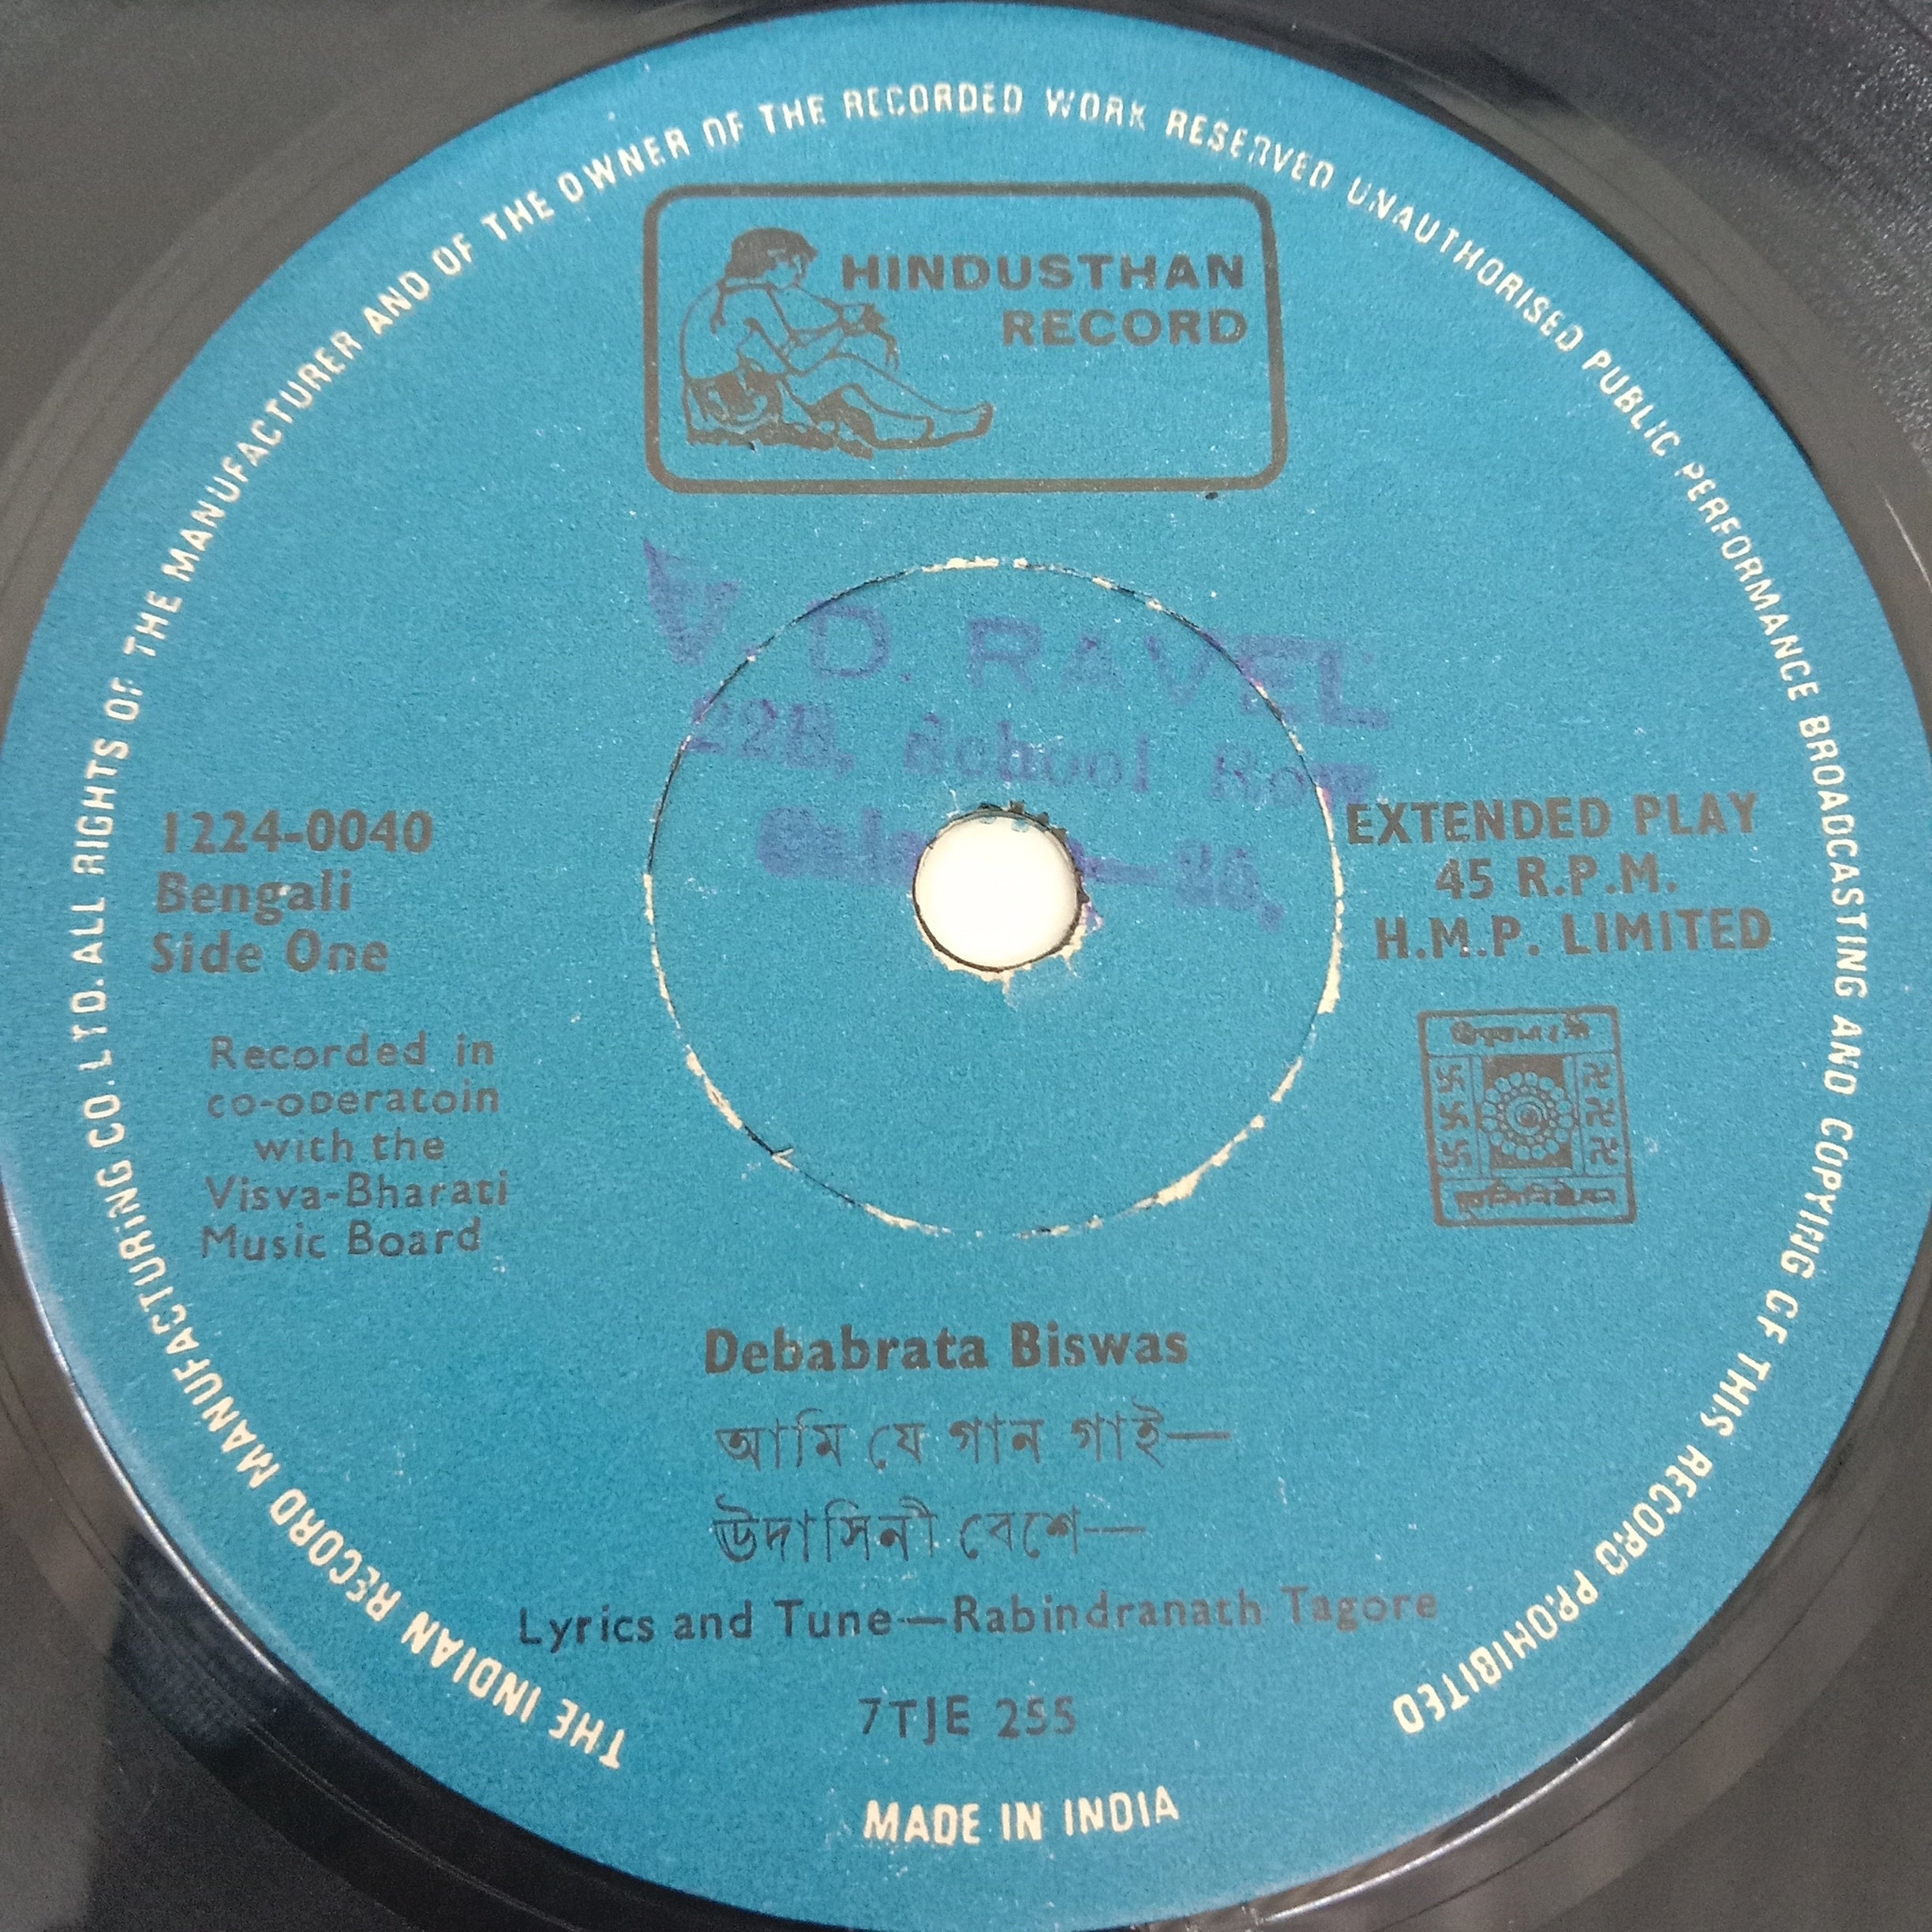 THE INDIAN RECORD MANUFACTURING CO. LTD. ALL RIGHTS OF THE MANUFACTURER AND OF THE OWNER OF THE RECORDED WORK RESERVED UNAUTHORISED PUBLIC PERFORMANCE BROADCASTING AND COPYING OF THIS RECORD PROHIBITED
HINDUSTHAN
RECORD
V. D. RAVEL
22B, School Row
1224-0040
Bengali
Side One
EXTENDED PLAY
45 R.P.M.
H.M.P. LIMITED
Recorded in
co-operatoin
with the
Visva-Bharati
Music Board
Debabrata Biswas
আমি যে গান গাই—
উদাসিনী বেশে—
Lyrics and Tune—Rabindranath Tagore
7TJE 255
MADE IN INDIA